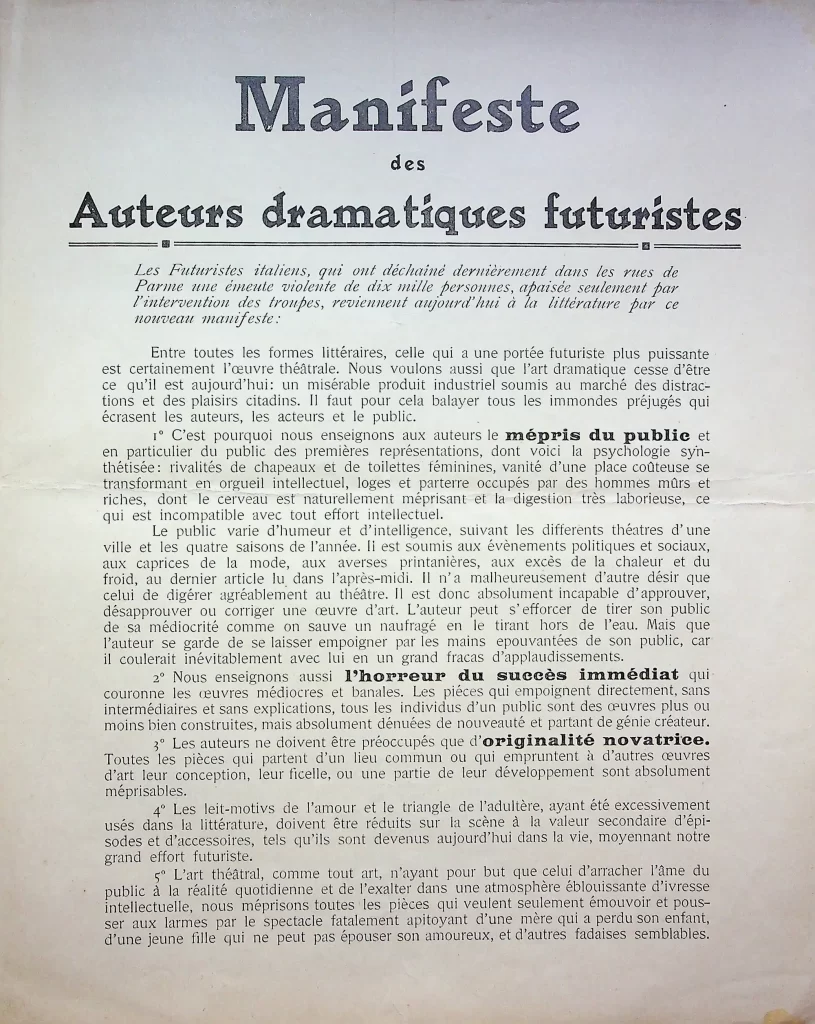 Manifeste
des
Auteurs dramatiques futuristes
Les Futuristes italiens, qui ont déchaîné dernièrement dans les rues de
Parme une émeute violente de dix mille personnes, apaisée seulement par
l'intervention des troupes, reviennent aujourd'hui à la littérature par ce
nouveau manifeste:
Entre toutes les formes littéraires, celle qui a une portée futuriste plus puissante
est certainement l'œuvre théâtrale. Nous voulons aussi que l'art dramatique cesse d'être
ce qu'il est aujourd'hui: un misérable produit industriel soumis au marché des distrac-
tions et des plaisirs citadins. Il faut pour cela balayer tous les immondes préjugés qui
écrasent les auteurs, les acteurs et le public.
1° C'est pourquoi nous enseignons aux auteurs le mépris du public et
en particulier du public des premières représentations, dont voici la psychologie syn-
thétisée: rivalités de chapeaux et de toilettes féminines, vanité d'une place coûteuse se
transformant en orgueil intellectuel, loges et parterre occupés par des hommes mûrs et
riches, dont le cerveau est naturellement méprisant et la digestion très laborieuse, ce
qui est incompatible avec tout effort intellectuel.
Le public varie d'humeur et d'intelligence, suivant les differents théatres d'une
ville et les quatre saisons de l'année. Il est soumis aux évènements politiques et sociaux,
aux caprices de la mode, aux averses printanières, aux excès de la chaleur et du
froid, au dernier article lu dans l'après-midi. Il n'a malheureusement d'autre désir que
celui de digérer agréablement au théâtre. Il est donc absolument incapable d'approuver,
désapprouver ou corriger une œuvre d'art. L'auteur peut s'efforcer de tirer son public
de sa médiocrité comme on sauve un naufragé en le tirant hors de l'eau. Mais que
l'auteur se garde de se laisser empoigner par les mains epouvantées de son public, car
il coulerait inévitablement avec lui en un grand fracas d'applaudissements.
2° Nous enseignons aussi l'horreur du succès immédiat qui
couronne les œuvres médiocres et banales. Les piéces qui empoignent directement, sans
intermédiaires et sans explications, tous les individus d'un public sont des œuvres plus ou
moins bien construites, mais absolument dénuées de nouveauté et partant de génie créateur.
3° Les auteurs ne doivent être préoccupés que d'originalité novatrice.
Toutes les pièces qui partent d'un lieu commun ou qui empruntent à d'autres œuvres
d'art leur conception, leur ficelle, ou une partie de leur développement sont absolument
méprisables.
4° Les leit-motivs de l'amour et le triangle de l'adultère, ayant été excessivement
usés dans la littérature, doivent être réduits sur la scène à la valeur secondaire d'épi-
sodes et d'accessoires, tels qu'ils sont devenus aujourd'hui dans la vie, moyennant notre
grand effort futuriste.
5° L'art théâtral, comme tout art, n'ayant pour but que celui d'arracher l'âme du
public à la réalité quotidienne et de l'exalter dans une atmosphère éblouissante d'ivresse
intellectuelle, nous méprisons toutes les pièces qui veulent seulement émouvoir et pous-
ser aux larmes par le spectacle fatalement apitoyant d'une mère qui a perdu son enfant,
d'une jeune fille qui ne peut pas épouser son amoureux, et d'autres fadaises semblables.